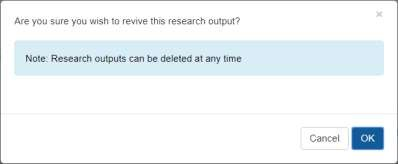 Are you sure you wish to revive this research output?
×
Note: Research outputs can be deleted at any time
Cancel
OK